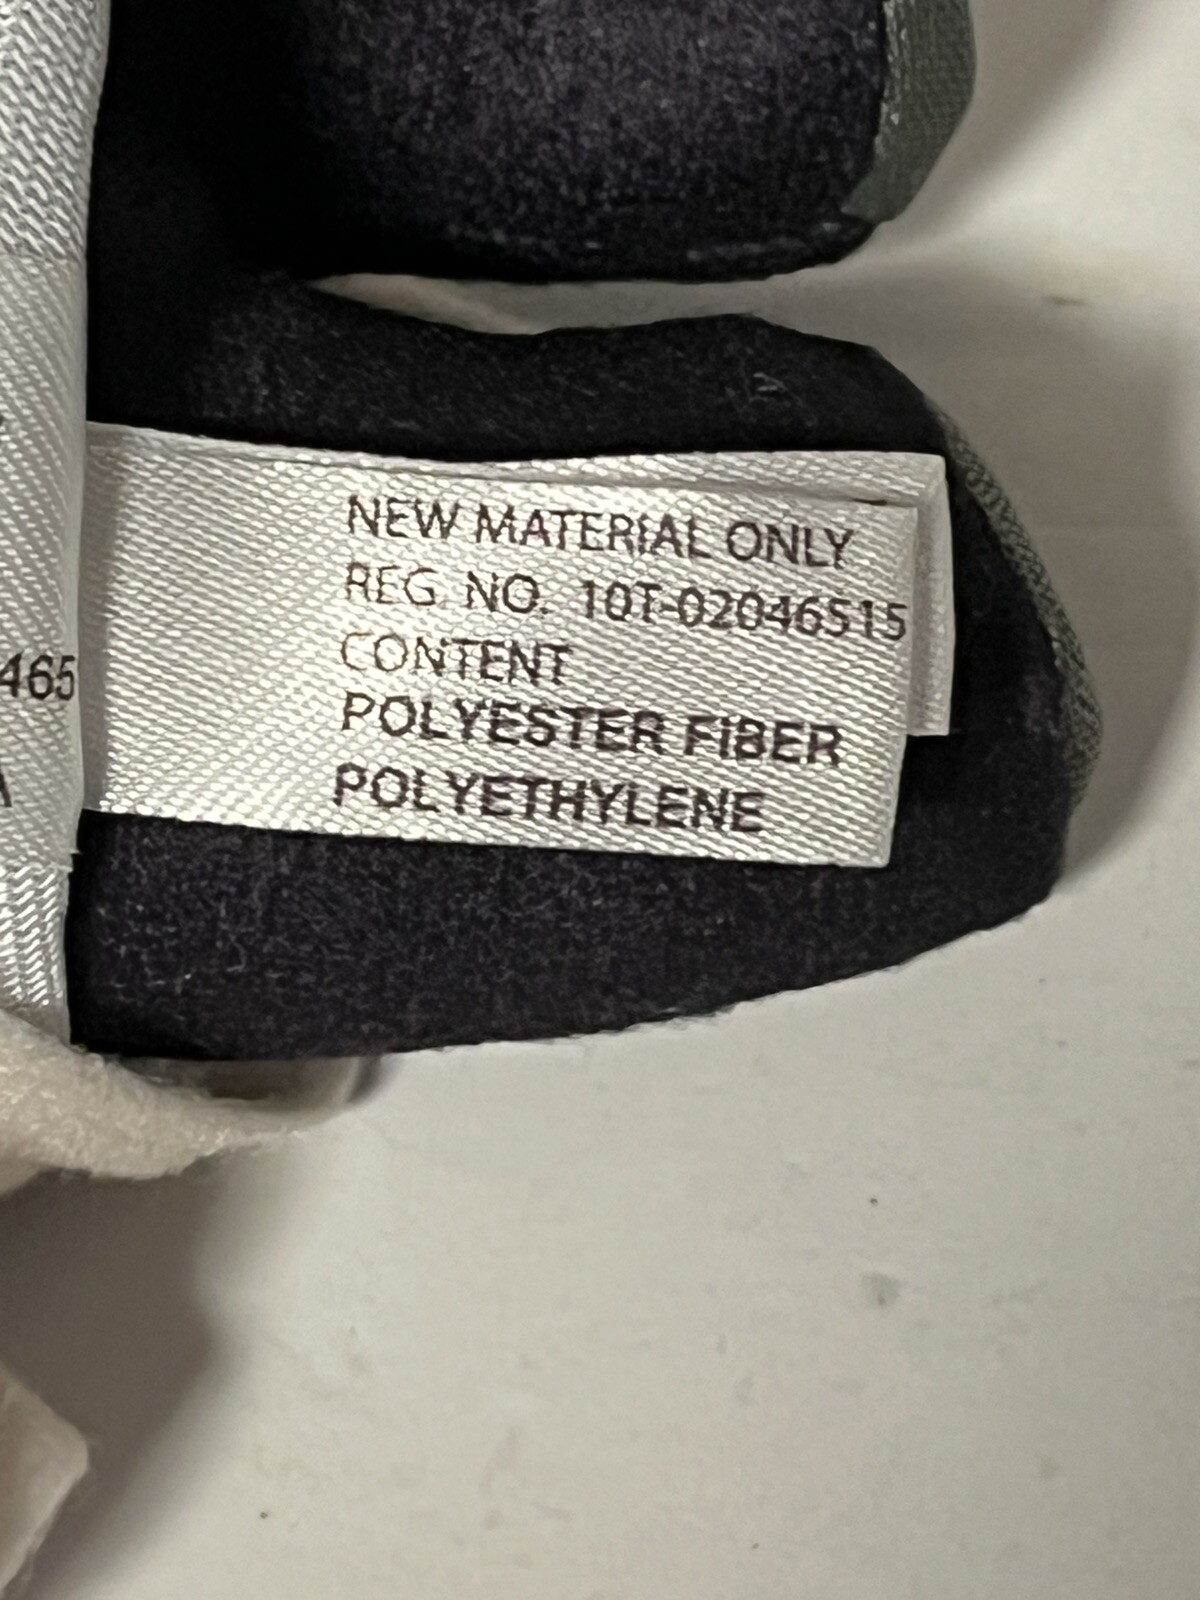 465
NEW MATERIAL ONLY
REG. NO. 10T-02046515
CONTENT
POLYESTER FIBER
POLYETHYLENE